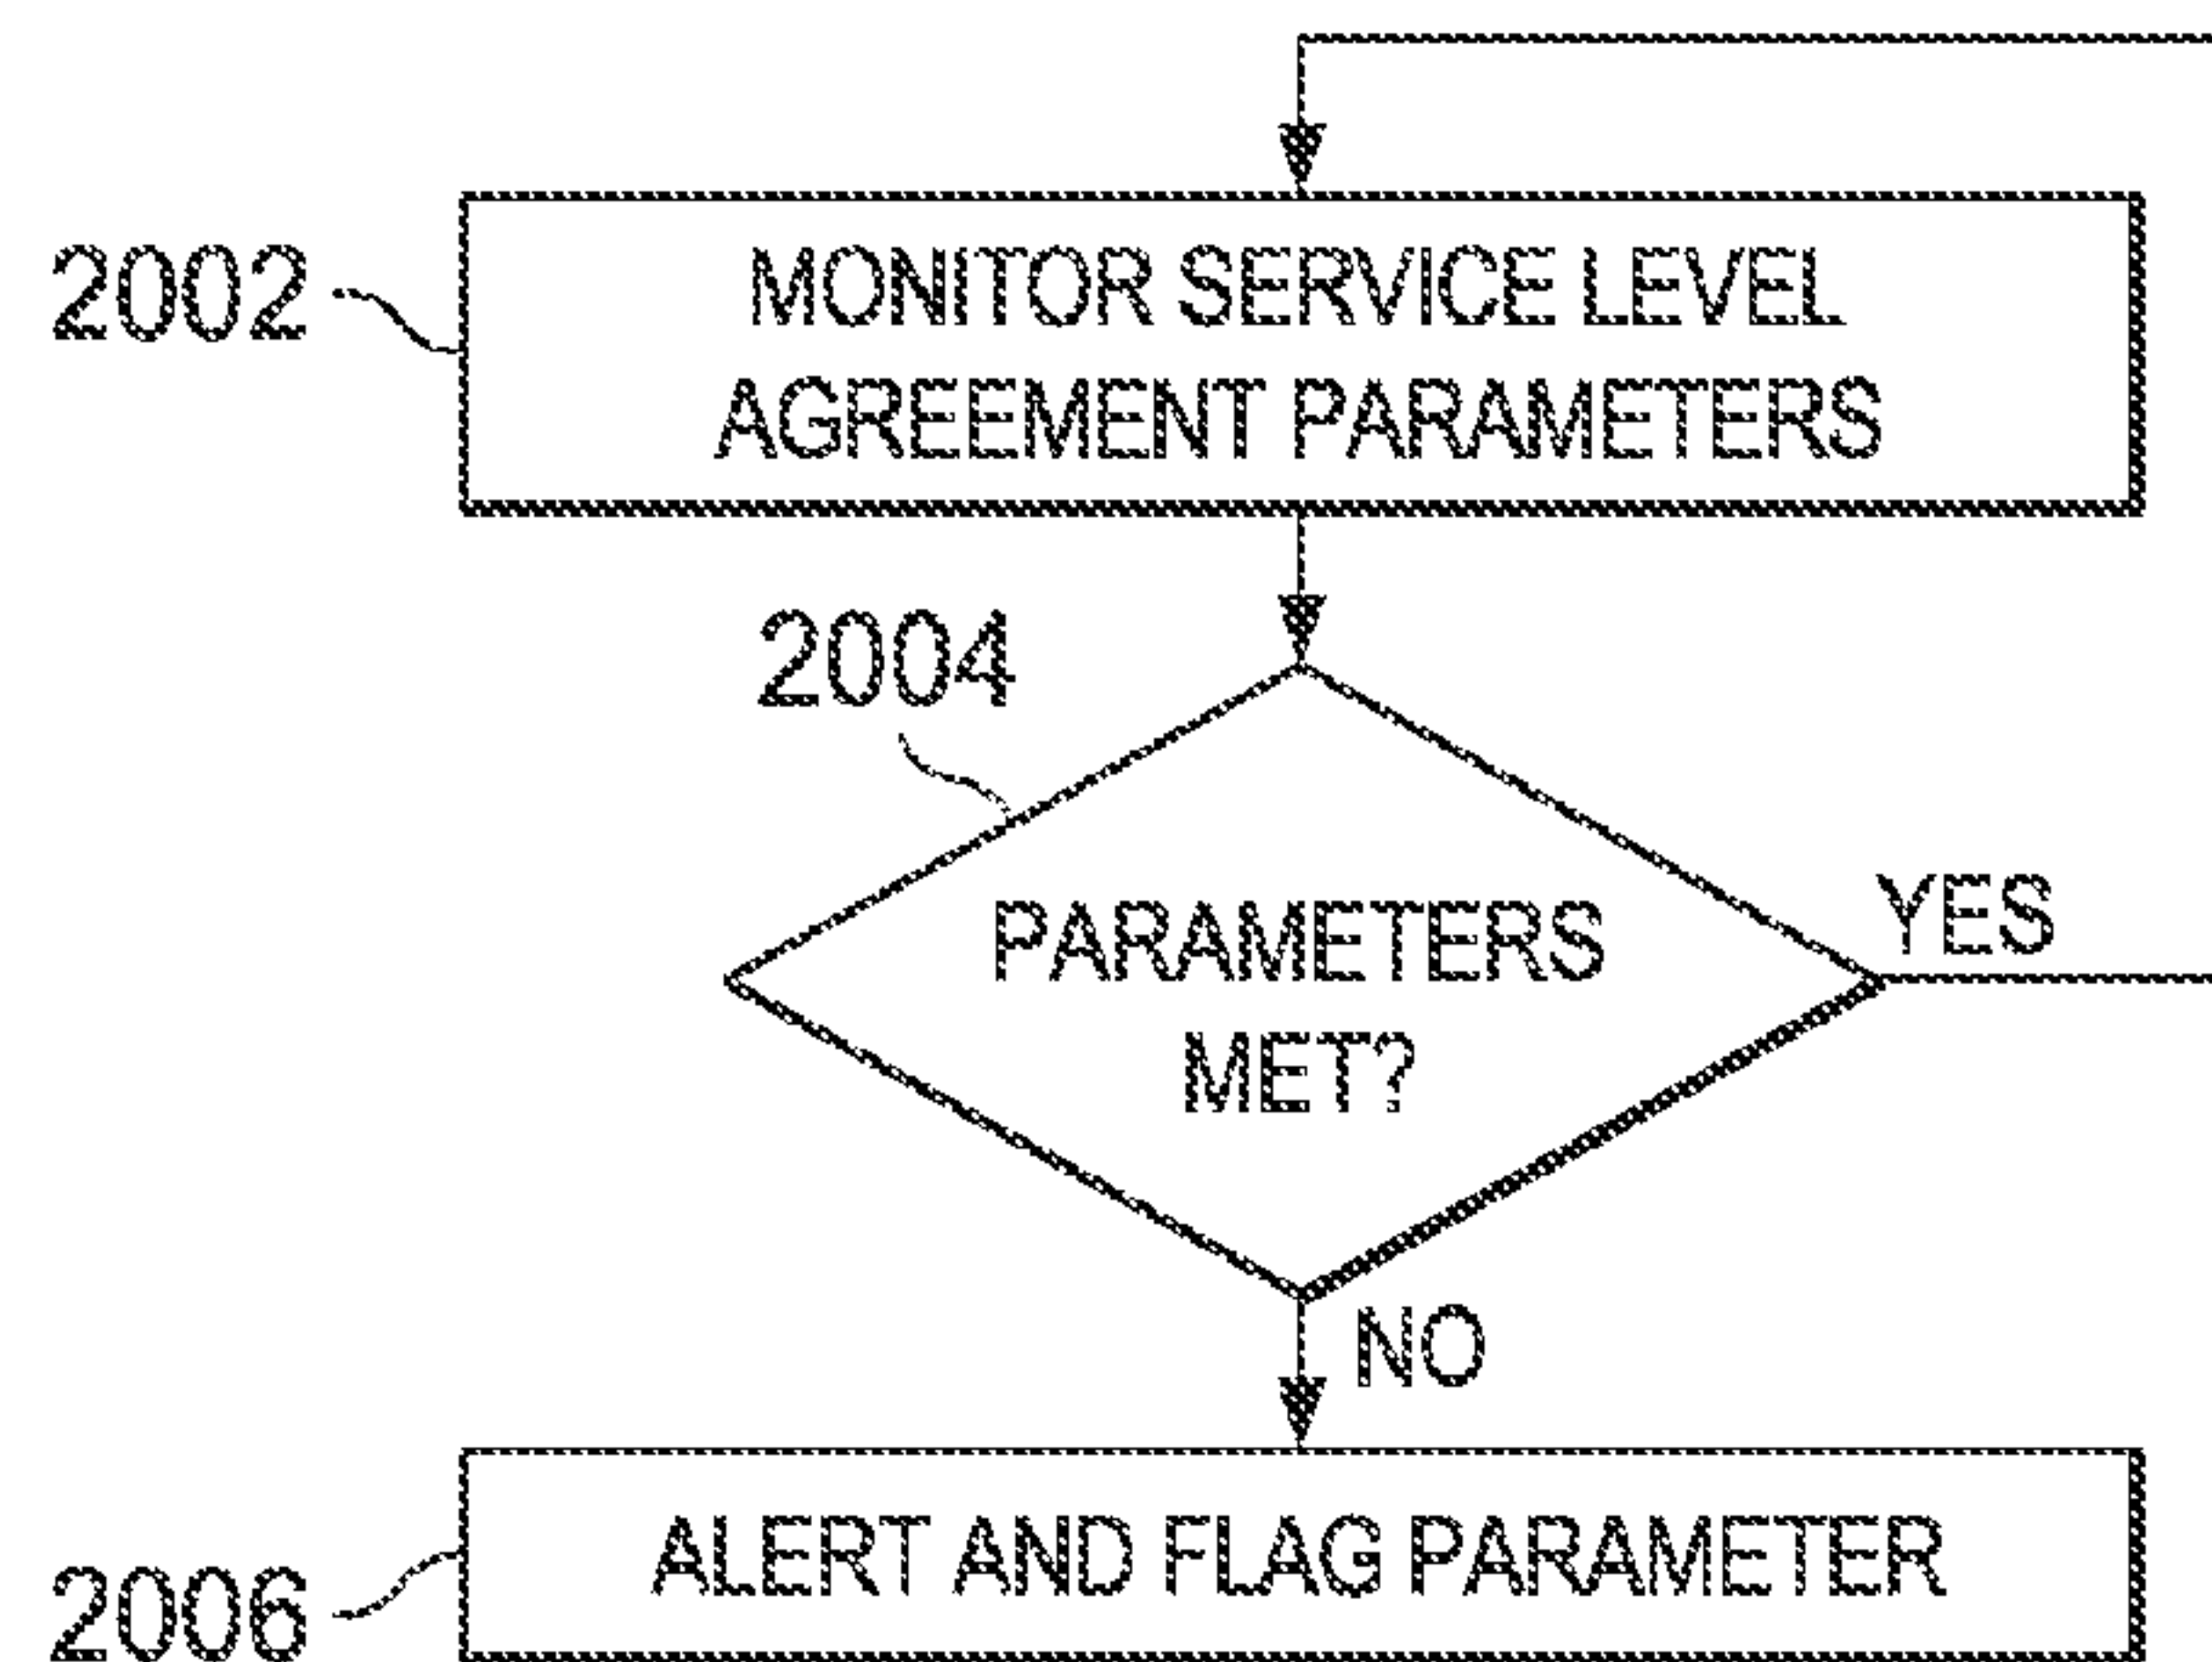 2002
MONITOR SERVICE LEVEL
AGREEMENT PARAMETERS
2004
PARAMETERS
MET?
YES
NO
2006
ALERT AND FLAG PARAMETER